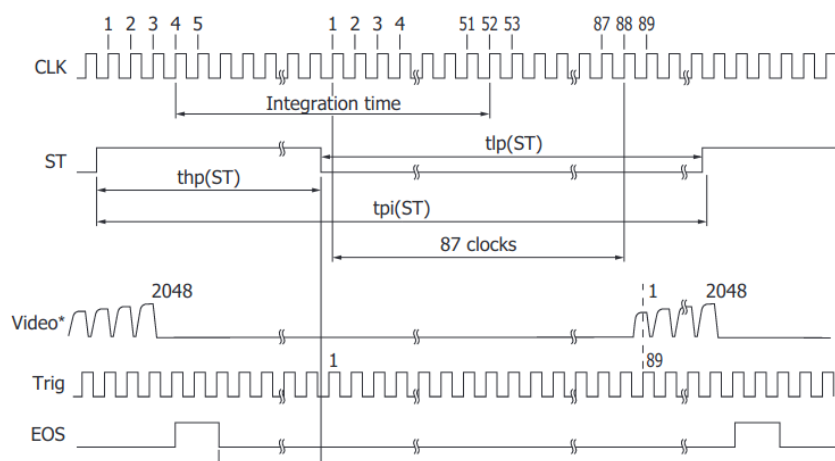 1 2 3 4 5 1 2 3 4 51 52 53 87 88 89
CLK
Integration time
ST
tlp(ST)
thp(ST)
tpi(ST)
87 clocks
2048 1 2048
Video*
1 89
Trig
EOS